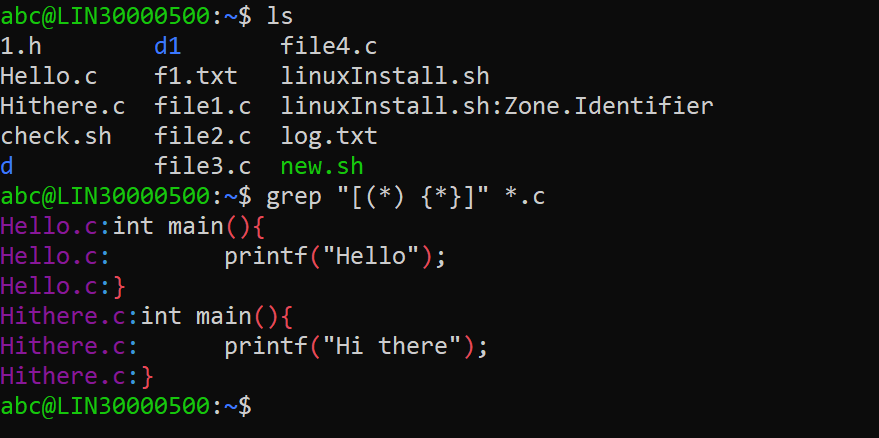 abc@LIN30000500:~$ ls
1.h       d1       file4.c
Hello.c   f1.txt   linuxInstall.sh
Hithere.c  file1.c  linuxInstall.sh:Zone.Identifier
check.sh  file2.c  log.txt
d         file3.c  new.sh
abc@LIN30000500:~$ grep "[(*) {*}]" *.c
Hello.c:int main(){
Hello.c:        printf("Hello");
Hello.c:}
Hithere.c:int main(){
Hithere.c:      printf("Hi there");
Hithere.c:}
abc@LIN30000500:~$